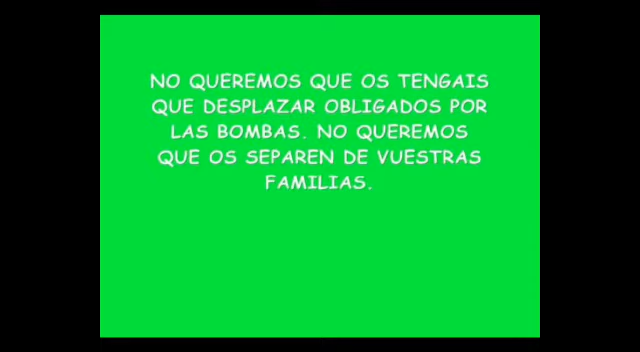 NO QUEREMOS QUE OS TENGAIS
QUE DESPLAZAR OBLIGADOS POR
LAS BOMBAS. NO QUEREMOS
QUE OS SEPAREN DE VUESTRAS
FAMILIAS.